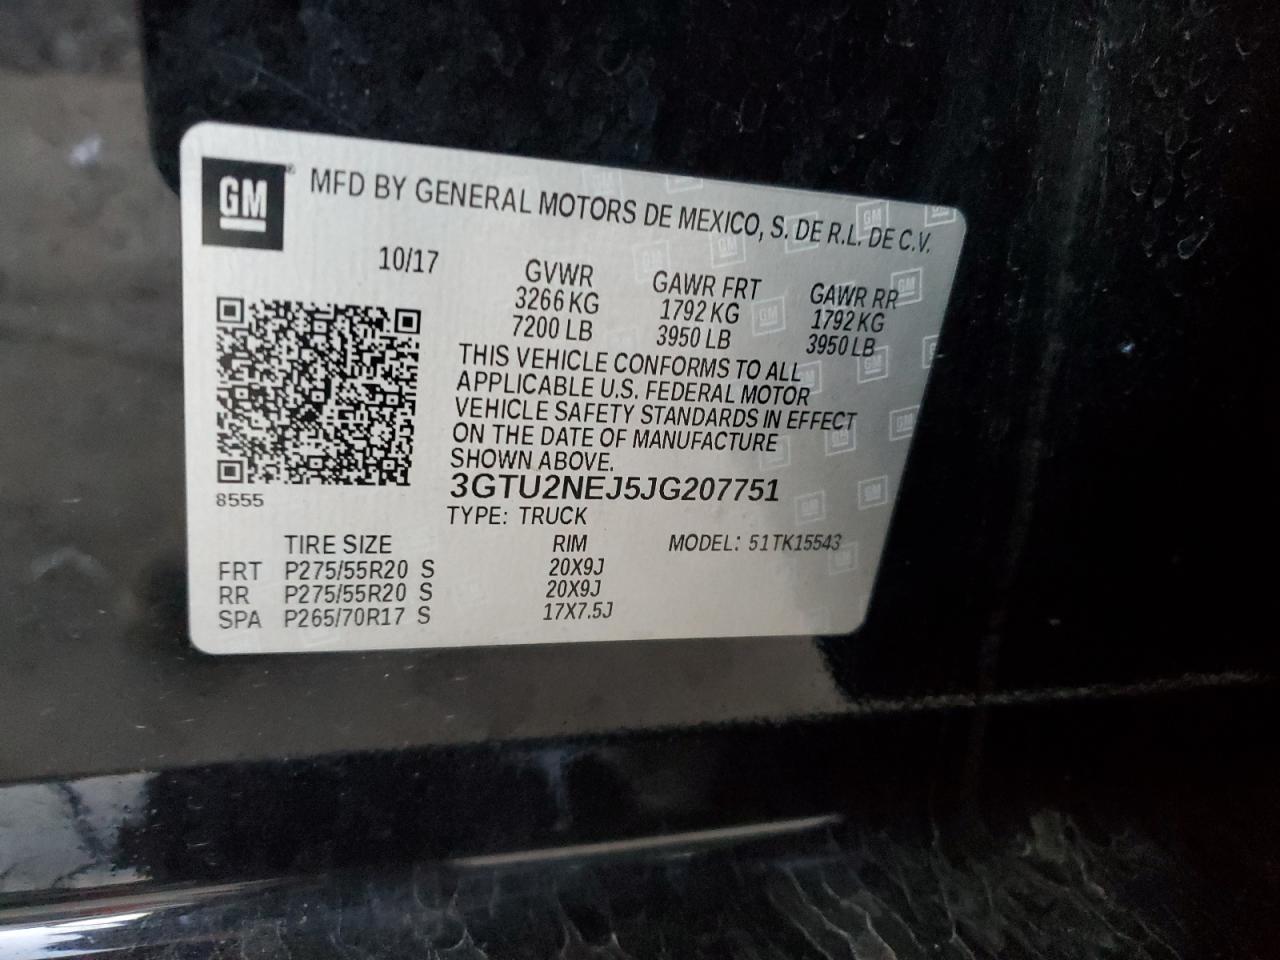 GM ® MFD BY GENERAL MOTORS DE MEXICO, S. DE R.L. DE C.V.
10/17
GVWR GAWR FRT GAWR RR
3266 KG 1792 KG 1792 KG
7200 LB 3950 LB 3950 LB
THIS VEHICLE CONFORMS TO ALL
APPLICABLE U.S. FEDERAL MOTOR
VEHICLE SAFETY STANDARDS IN EFFECT
ON THE DATE OF MANUFACTURE
SHOWN ABOVE.
3GTU2NEJ5JG207751
8555
TYPE: TRUCK
TIRE SIZE RIM MODEL: 51TK15543
FRT P275/55R20 S 20X9J
RR P275/55R20 S 20X9J
SPA P265/70R17 S 17X7.5J